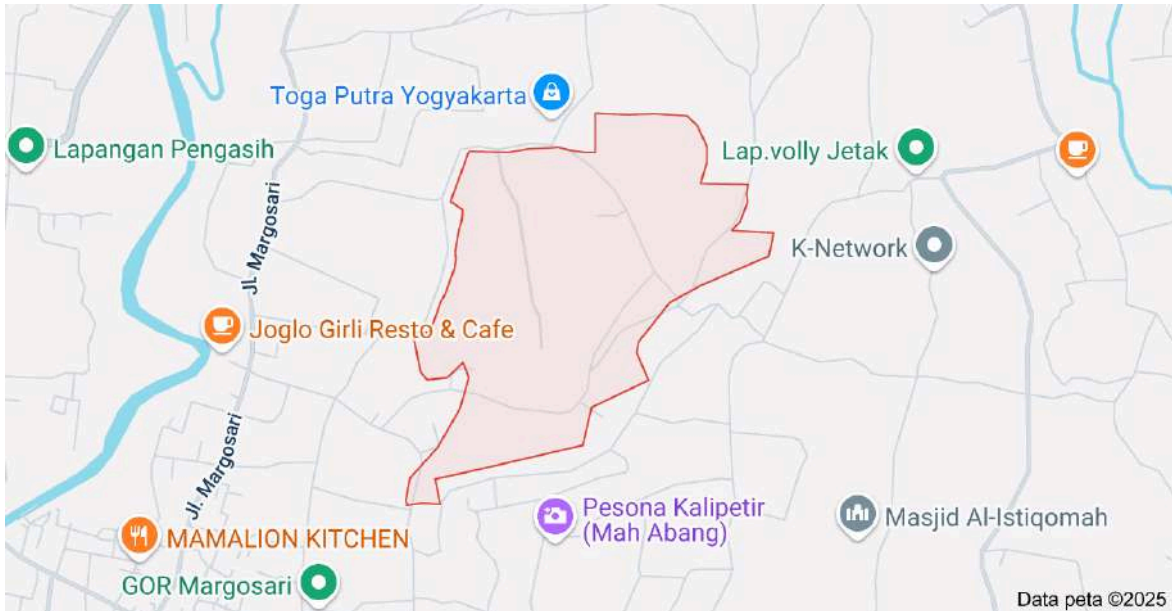 Toga Putra Yogyakarta
Lapangan Pengasih
Lap.volly Jetak
Jl. Margosari
K-Network
Joglo Girli Resto & Cafe
Jl. Margosari
Pesona Kalipetir
(Mah Abang)
Masjid Al-Istiqomah
MAMALION KITCHEN
GOR Margosari
Data peta ©2025